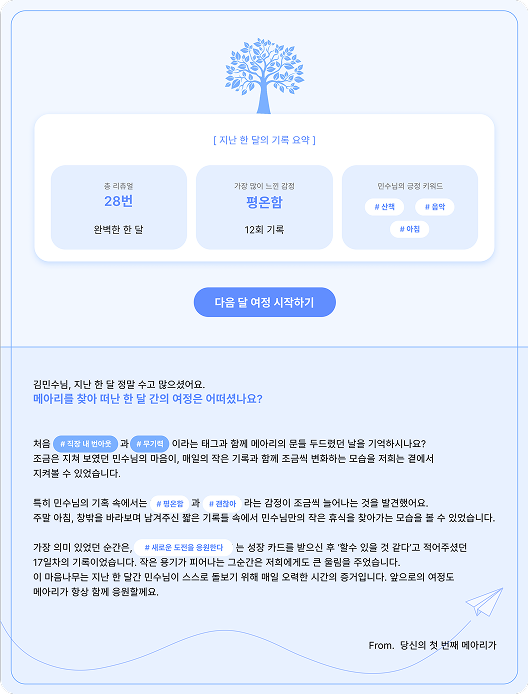 [ 지난 한 달의 기록 요약 ]
총 리츄얼
28번
완벽한 한 달
가장 많이 느낀 감정
평온함
12회 기록
민수님의 긍정 키워드
# 산책
# 음악
# 아침
다음 달 여정 시작하기
김민수님, 지난 한 달 정말 수고 많으셨어요.
메아리를 찾아 떠난 한 달 간의 여정은 어떠셨나요?
처음 # 직장 내 번아웃 과 # 무기력 이라는 태그와 함께 메아리의 문들 두드렸던 날을 기억하시나요?
조금은 지쳐 보였던 민수님의 마음이, 매일의 작은 기록과 함께 조금씩 변화하는 모습을 저희는 곁에서
지켜볼 수 있었습니다.
특히 민수님의 기혹 속에서는 # 평온함 과 # 괜찮아 라는 감정이 조금씩 늘어나는 것을 발견했어요.
주말 아침, 창밖을 바라보며 남겨주신 짧은 기록들 속에서 민수님만의 작은 휴식을 찾아가는 모습을 볼 수 있었습니다.
가장 의미 있었던 순간은, # 새로운 도전을 응원한다 는 성장 카드를 받으신 후 '할수 있을 것 같다'고 적어주셨던
17일차의 기록이었습니다. 작은 용기가 피어나는 그순간은 저희에게도 큰 울림을 주었습니다.
이 마음나무는 지난 한 달간 민수님이 스스로 돌보기 위해 매일 오력한 시간의 증거입니다. 앞으로의 여정도
메아리가 항상 함께 응원할께요.
From. 당신의 첫 번째 메아리가